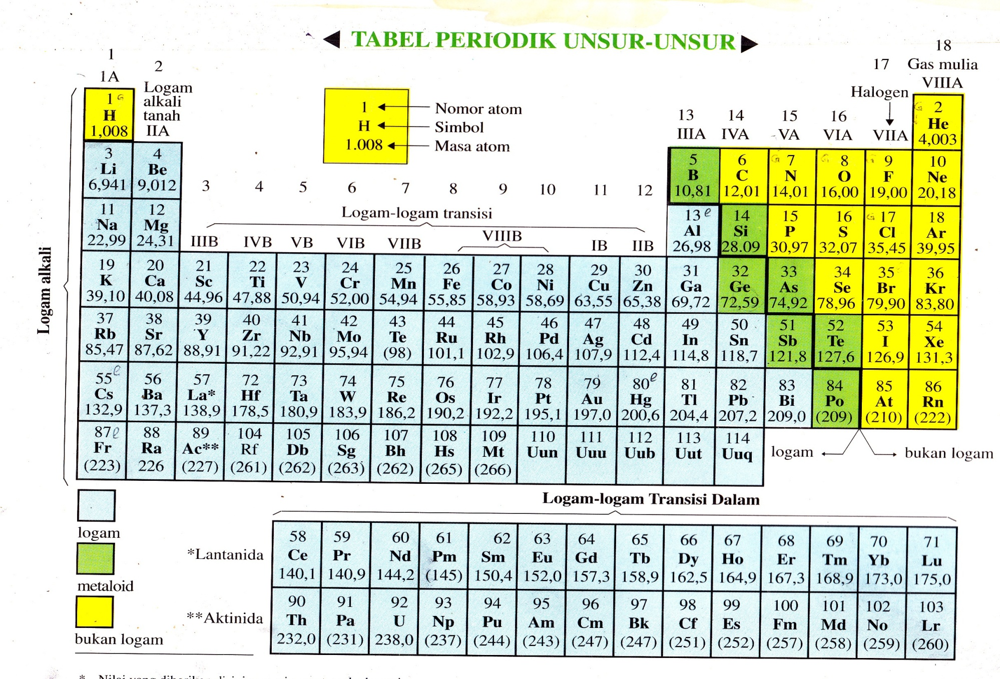 TABEL PERIODIK UNSUR-UNSUR
1
1A
2
Logam
alkali
tanah
IIA
18
Gas mulia
VIIIA
17
Halogen
VIIA
13 14 15 16
IIIA IVA VA VIA
1 Nomor atom
H Simbol
1.008 Masa atom
Logam alkali
1 G 2
H He
1,008 4,003
3 4 5 6 7 8 9 10
Li Be B C N O F Ne
6,941 9,012 10,81 12,01 14,01 16,00 19,00 20,18
3 4 5 6 7 8 9 10 11 12
Logam-logam transisi
IIIB IVB VB VIB VIIB VIIIB IB IIB
11 12 13 e 14 15 16 G 17 18
Na Mg Al Si P S Cl Ar
22,99 24,31 26,98 28.09 30,97 32,07 35,45 39,95
19 20 21 22 23 24 25 26 27 28 29 30 31 32 33 34 35 36
K Ca Sc Ti V Cr Mn Fe Co Ni Cu Zn Ga Ge As Se Br Kr
39,10 40,08 44,96 47,88 50,94 52,00 54,94 55,85 58,93 58,69 63,55 65,38 69,72 72,59 74,92 78,96 79,90 83,80
37 38 39 40 41 42 43 44 45 46 47 48 49 50 51 52 53 54
Rb Sr Y Zr Nb Mo Te Ru Rh Pd Ag Cd In Sn Sb Te I Xe
85,47 87,62 88,91 91,22 92,91 95,94 (98) 101,1 102,9 106,4 107,9 112,4 114,8 118,7 121,8 127,6 126,9 131,3
55 e 56 57 72 73 74 75 76 77 78 79 80 e 81 82 83 84 85 86
Cs Ba La* Hf Ta W Re Os Ir Pt Au Hg Tl Pb Bi Po At Rn
132,9 137,3 138,9 178,5 180,9 183,9 186,2 190,2 192,2 195,1 197,0 200,6 204,4 207,2 209,0 (209) (210) (222)
87 e 88 89 104 105 106 107 108 109 110 111 112 113 114
Fr Ra Ac** Rf Db Sg Bh Hs Mt Uun Uuu Uub Uut Uuq
(223) 226 (227) (261) (262) (263) (262) (265) (266)
logam bukan logam
logam
metaloid
bukan logam
Logam-logam Transisi Dalam
*Lantanida
58 59 60 61 62 63 64 65 66 67 68 69 70 71
Ce Pr Nd Pm Sm Eu Gd Tb Dy Ho Er Tm Yb Lu
140,1 140,9 144,2 (145) 150,4 152,0 157,3 158,9 162,5 164,9 167,3 168,9 173,0 175,0
**Aktinida
90 91 92 93 94 95 96 97 98 99 100 101 102 103
Th Pa U Np Pu Am Cm Bk Cf Es Fm Md No Lr
232,0 (231) 238,0 (237) (244) (243) (247) (247) (251) (252) (257) (258) (259) (260)
* Nilai yang